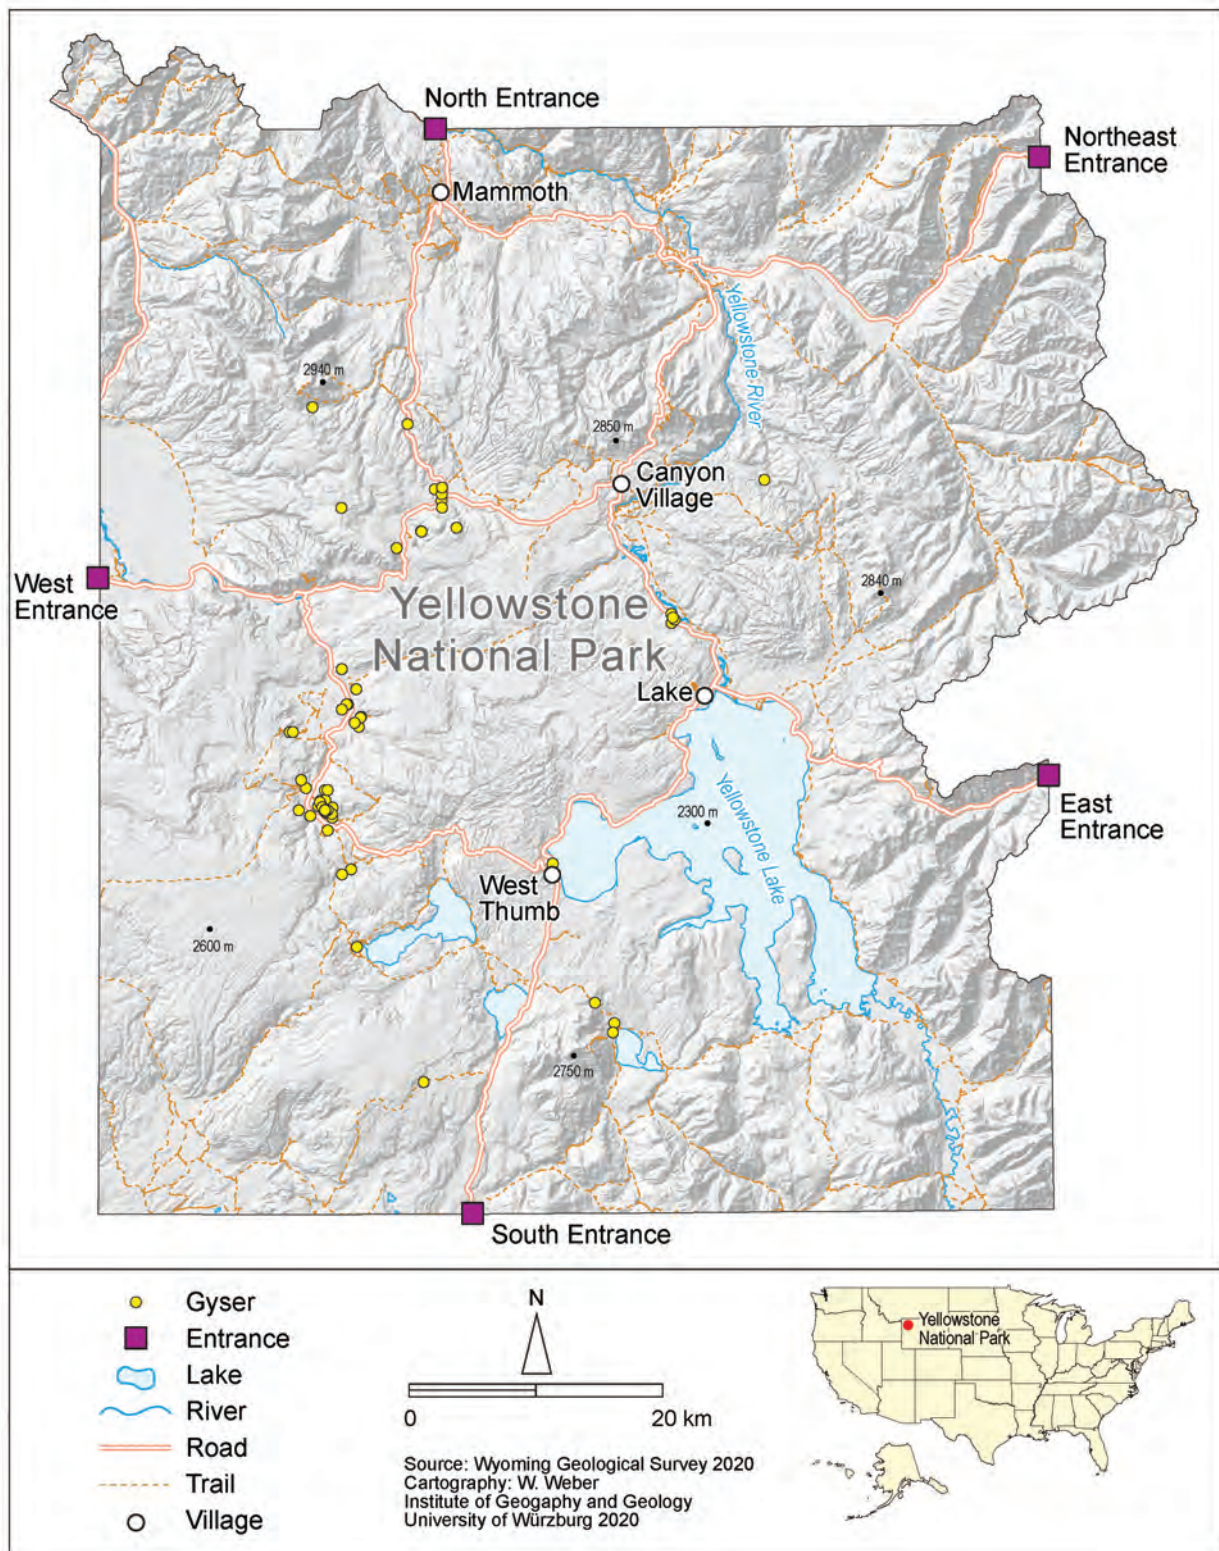 North Entrance
Northeast
Entrance
Mammoth
Yellowstone River
2940 m
2850 m
Canyon
Village
West
Entrance
2840 m
Yellowstone
National Park
Lake
Yellowstone Lake
2300 m
East
Entrance
West
Thumb
2600 m
2750 m
South Entrance
Gyser
Entrance
Lake
River
Road
Trail
Village
N
0 20 km
Source: Wyoming Geological Survey 2020
Cartography: W. Weber
Institute of Geogaphy and Geology
University of Würzburg 2020
Yellowstone
National Park